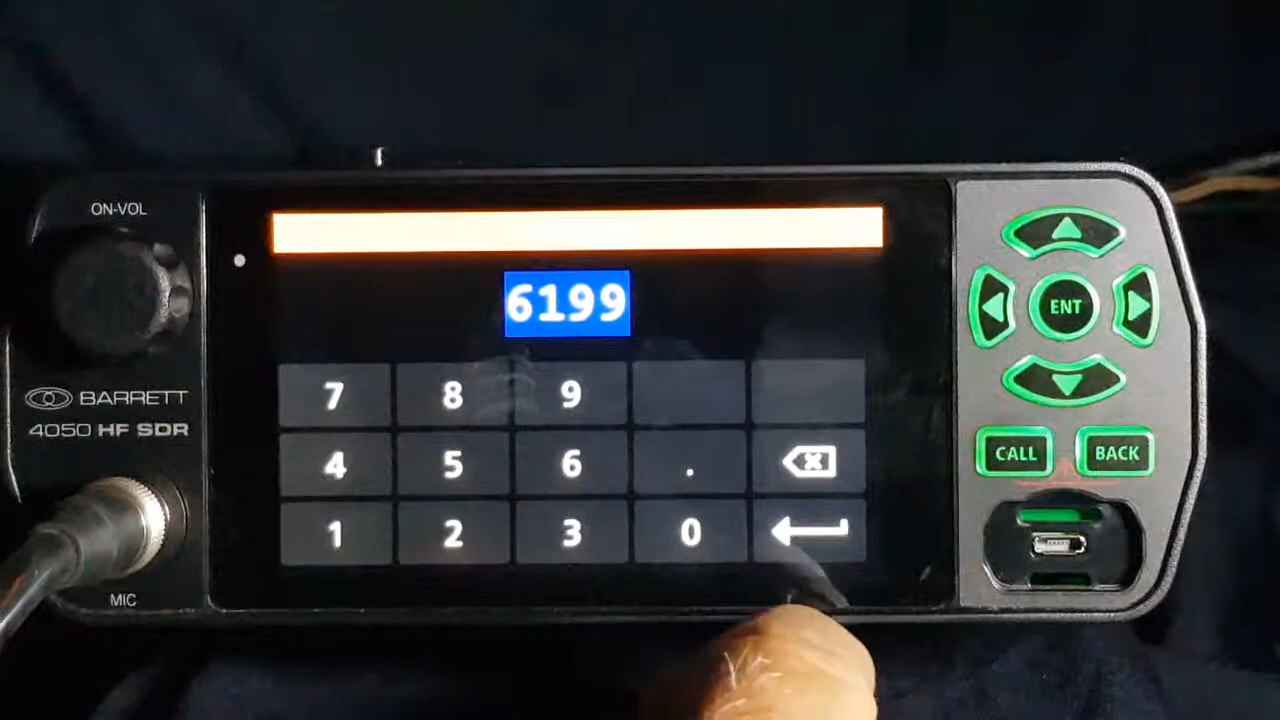 ON-VOL
BARRETT
4050 HF SDR
MIC
6199
7 8 9
4 5 6 .
1 2 3 0
ENT
CALL BACK